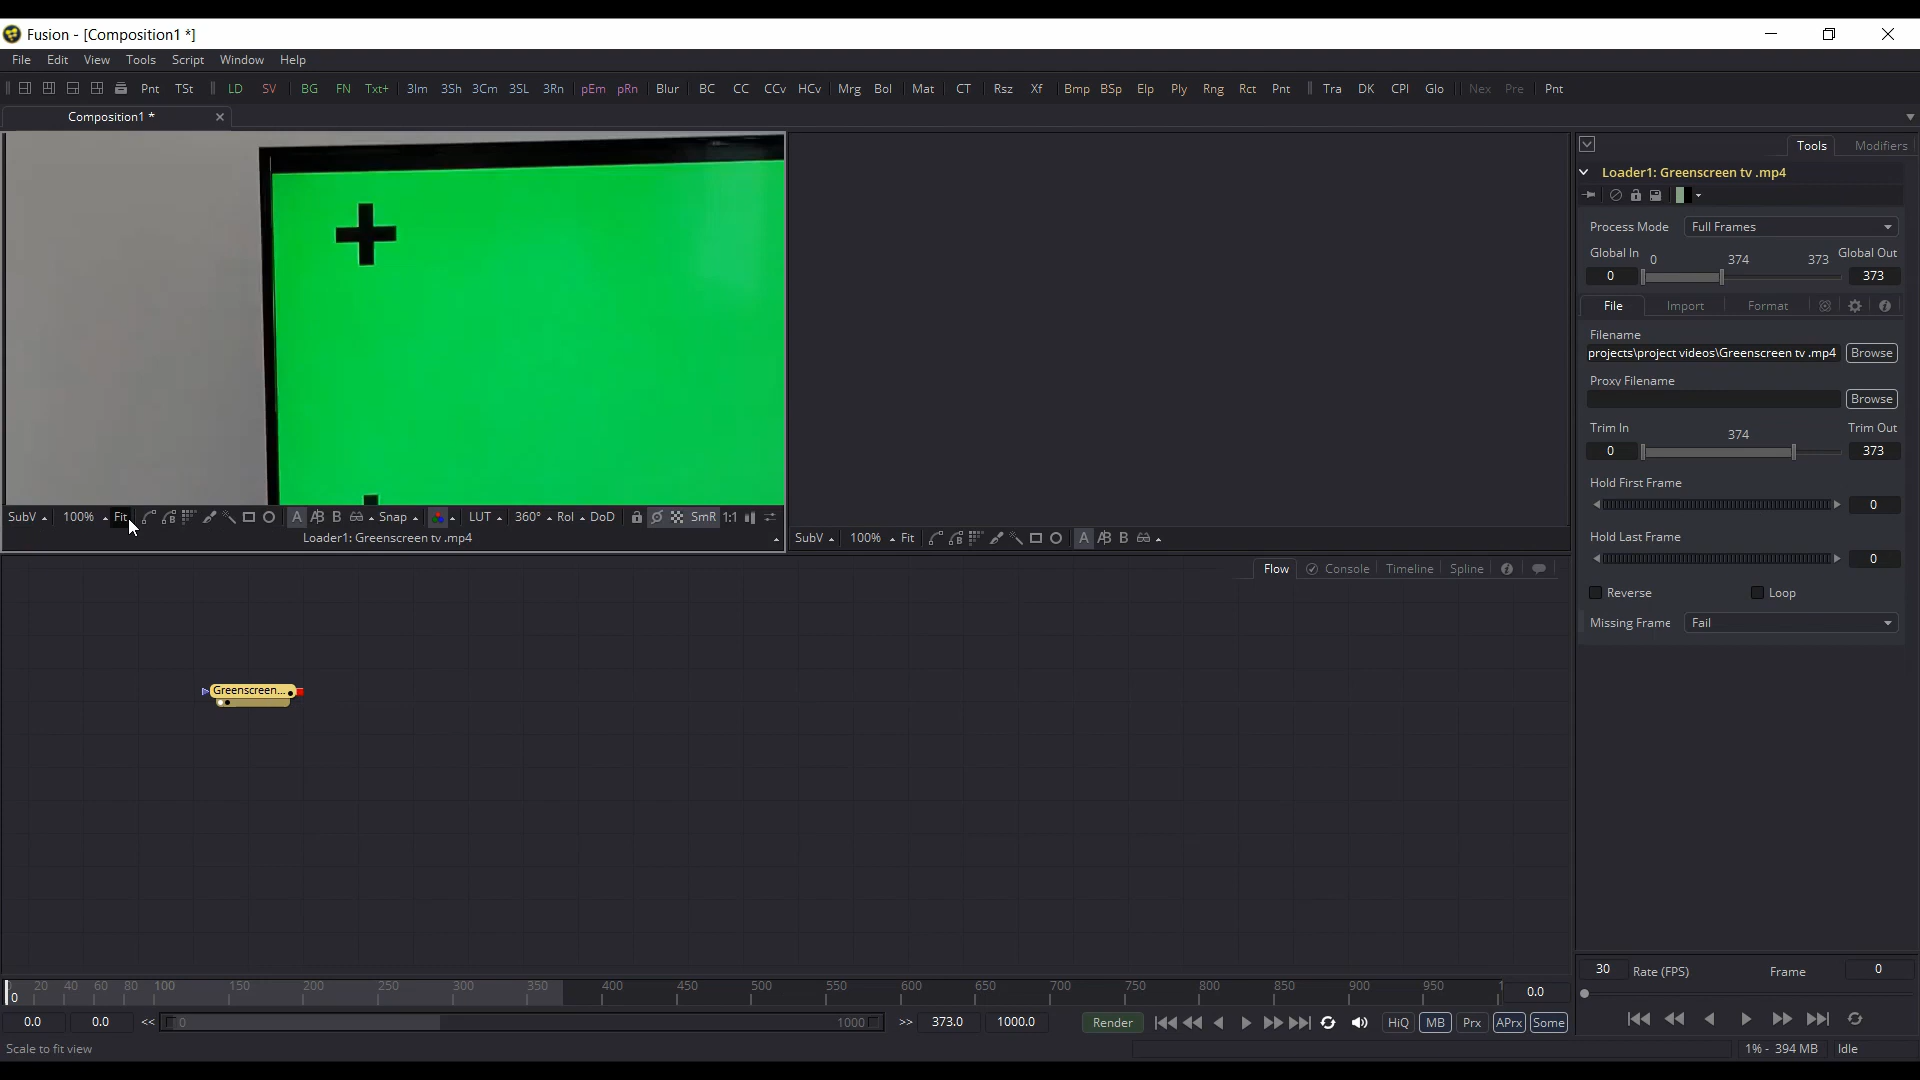 Fusion - [Composition1 *]
File Edit View Tools Script Window Help
Pnt TSt LD SV BG FN Txt+ 3Im 3Sh 3Cm 3SL 3Rn pEm pRn Blur BC CC CCv HCv Mrg Bol Mat CT Rsz Xf Bmp BSp Elp Ply Rng Rct Pnt Tra DK CPl Glo Nex Pre Pnt
Composition1 *
Tools Modifiers
Loader1: Greenscreen tv .mp4
Process Mode Full Frames
Global In 0 374 373 Global Out
0 373
File Import Format
Filename
projects\project videos\Greenscreen tv .mp4 Browse
Proxy Filename
Browse
Trim In 374 Trim Out
0 373
Hold First Frame
0
Hold Last Frame
0
Reverse Loop
Missing Frame Fail
SubV 100% Fit A B Snap LUT 360° RoI DoD SmR 1:1
Loader1: Greenscreen tv .mp4
SubV 100% Fit A B
Flow Console Timeline Spline
Greenscreen...
30 Rate (FPS) Frame 0
0 20 40 60 80 100 150 200 250 300 350 400 450 500 550 600 650 700 750 800 850 900 950 0.0
0.0 0.0 << 0 1000 >> 373.0 1000.0 Render HiQ MB Prx APrx Some
Scale to fit view 1% - 394 MB Idle